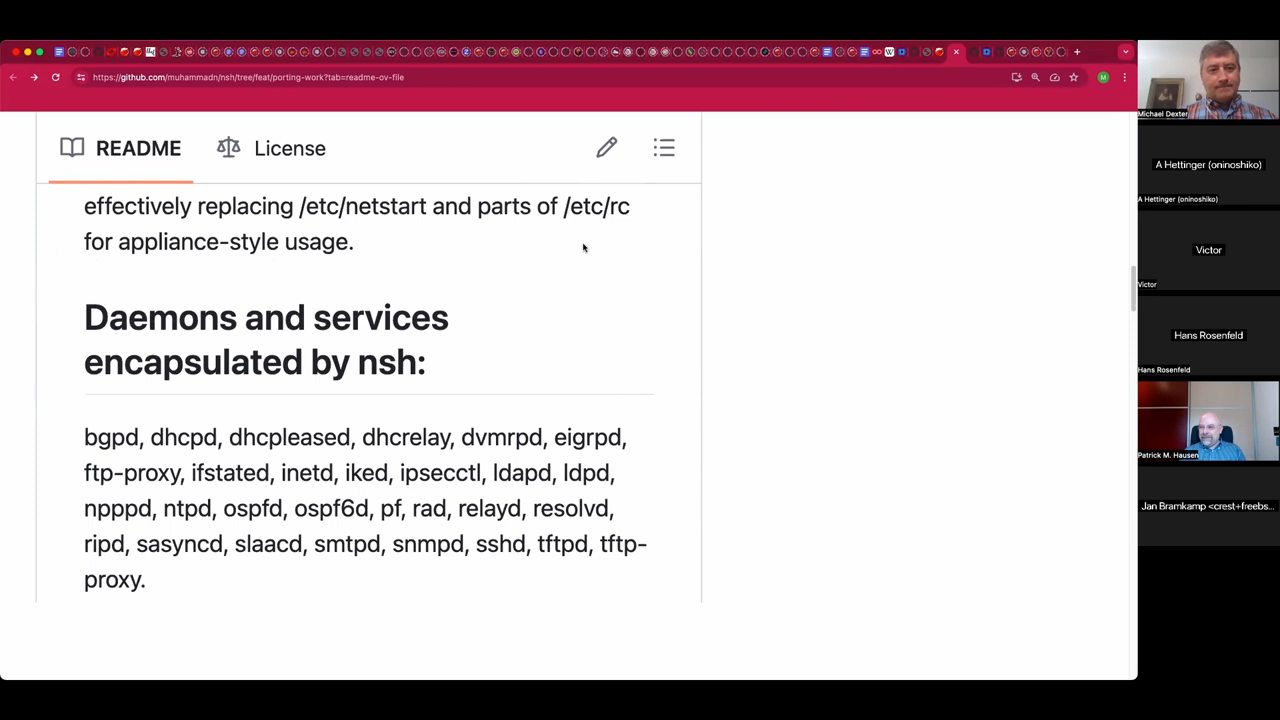 https://github.com/muhammadn/nsh/tree/feat/porting-work?tab=readme-ov-file
M
README
License
effectively replacing /etc/netstart and parts of /etc/rc
for appliance-style usage.
Daemons and services
encapsulated by nsh:
bgpd, dhcpd, dhcpleased, dhcrelay, dvmrpd, eigrpd,
ftp-proxy, ifstated, inetd, iked, ipsecctl, ldapd, ldpd,
npppd, ntpd, ospfd, ospf6d, pf, rad, relayd, resolvd,
ripd, sasyncd, slaacd, smtpd, snmpd, sshd, tftpd, tftp-
proxy.
Michael Dexter
A Hettinger (oninoshiko)
A Hettinger (oninoshiko)
Victor
Victor
Hans Rosenfeld
Hans Rosenfeld
Patrick M. Hausen
Jan Bramkamp <crest+freebs...